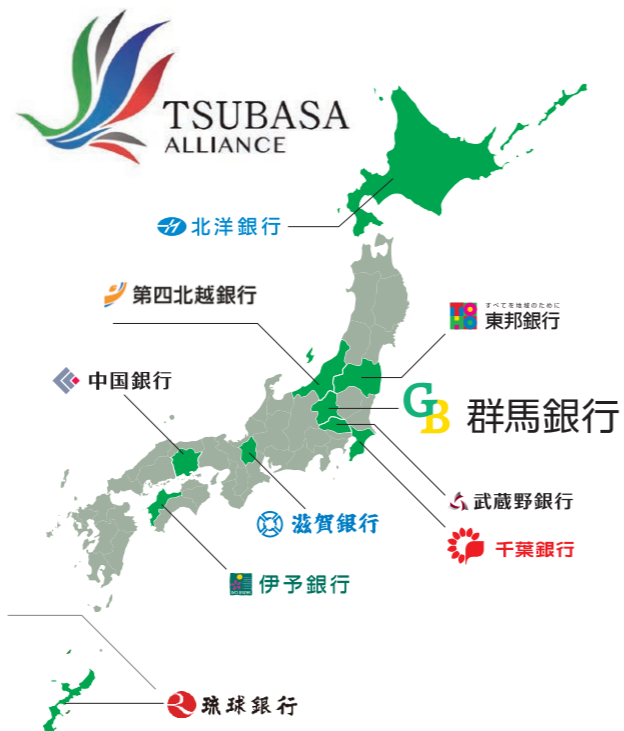 TSUBASA
ALLIANCE
北洋銀行
第四北越銀行
すべてを地域のために
東邦銀行
中国銀行
GB 群馬銀行
武蔵野銀行
滋賀銀行
千葉銀行
伊予銀行
琉球銀行